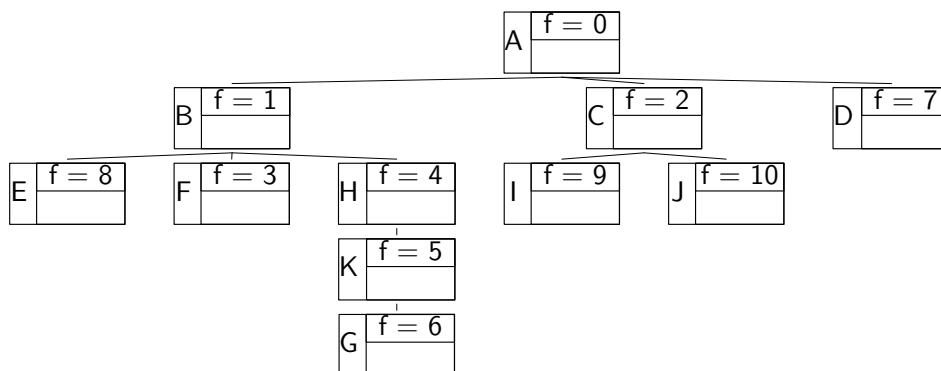 A f = 0
B f = 1
C f = 2
D f = 7
E f = 8
F f = 3
H f = 4
I f = 9
J f = 10
K f = 5
G f = 6